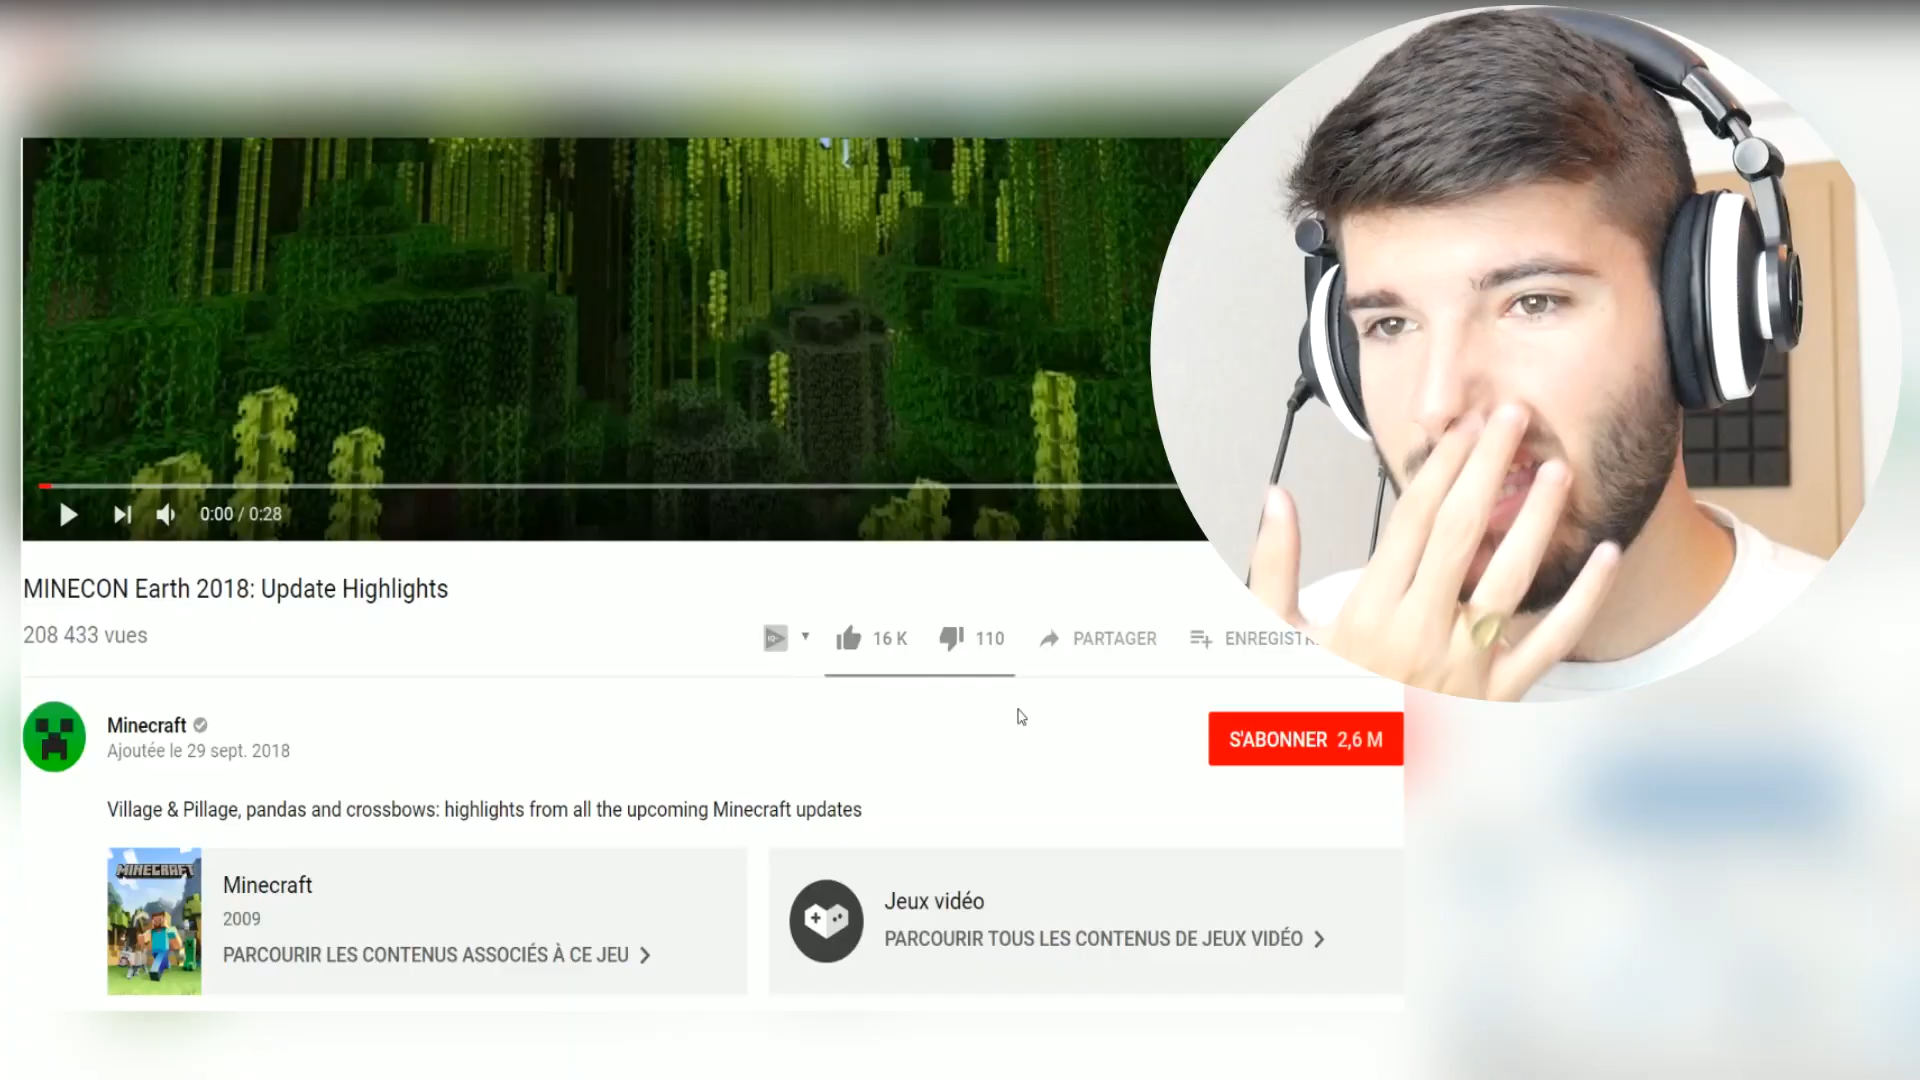 0:00 / 0:28
MINECON Earth 2018: Update Highlights
208 433 vues
16 K
110
PARTAGER
Minecraft
Ajoutée le 29 sept. 2018
S'ABONNER 2,6 M
Village & Pillage, pandas and crossbows: highlights from all the upcoming Minecraft updates
MINECRAFT
Minecraft
2009
PARCOURIR LES CONTENUS ASSOCIÉS À CE JEU
Jeux vidéo
PARCOURIR TOUS LES CONTENUS DE JEUX VIDÉO